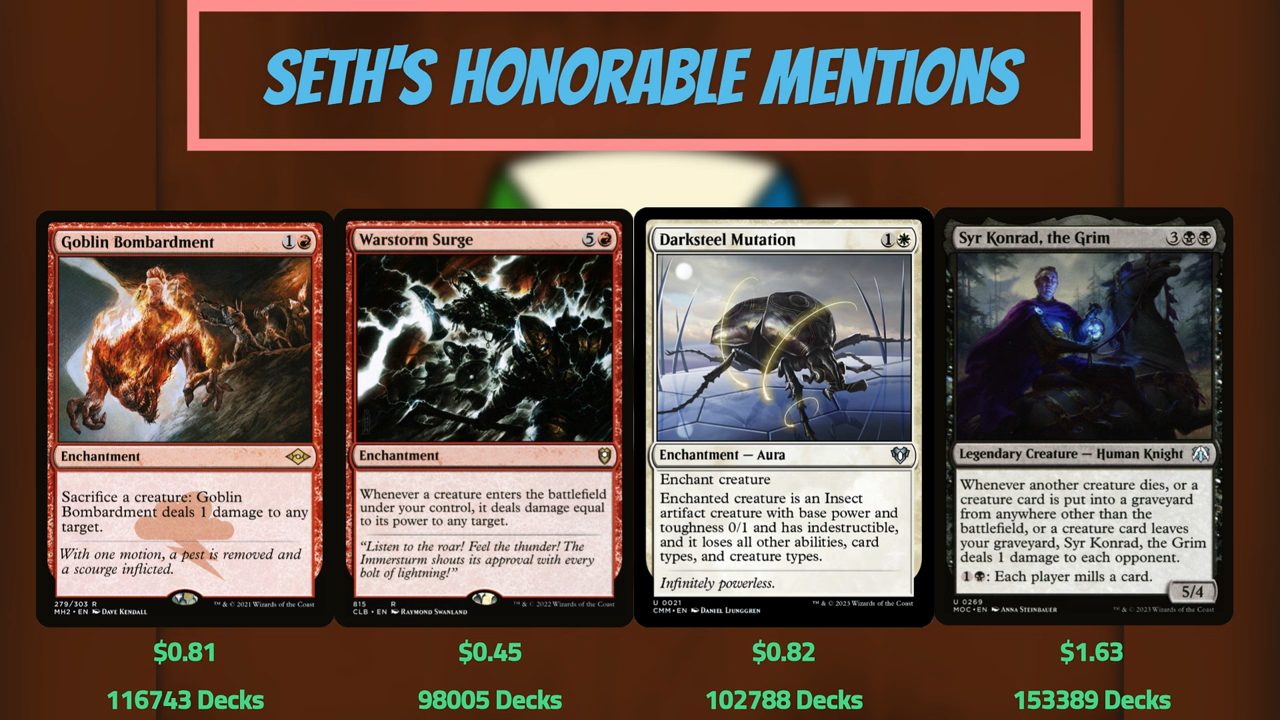 SETH'S HONORABLE MENTIONS
Goblin Bombardment 1
Enchantment
Sacrifice a creature: Goblin
Bombardment deals 1 damage to any
target.
With one motion, a pest is removed and
a scourge inflicted.
279/303 R
MH2 • EN DAVE KENDALL
™ & © 2021 Wizards of the Coast
$0.81
116743 Decks
Warstorm Surge 5
Enchantment
Whenever a creature enters the battlefield
under your control, it deals damage equal
to its power to any target.
"Listen to the roar! Feel the thunder! The
Immersturm shouts its approval with every
bolt of lightning!"
815 R
CLB • EN RAYMOND SWANLAND
™ & © 2022 Wizards of the Coast
$0.45
98005 Decks
Darksteel Mutation 1
Enchantment — Aura
Enchant creature
Enchanted creature is an Insect
artifact creature with base power and
toughness 0/1 and has indestructible,
and it loses all other abilities, card
types, and creature types.
Infinitely powerless.
U 0021
CMM • EN DANIEL LJUNGGREN
™ & © 2023 Wizards of the Coast
$0.82
102788 Decks
Syr Konrad, the Grim 3
Legendary Creature — Human Knight
Whenever another creature dies, or a
creature card is put into a graveyard
from anywhere other than the
battlefield, or a creature card leaves
your graveyard, Syr Konrad, the Grim
deals 1 damage to each opponent.
1 : Each player mills a card.
5/4
U 0269
MOC • EN ANNA STEINBAUER
™ & © 2023 Wizards of the Coast
$1.63
153389 Decks